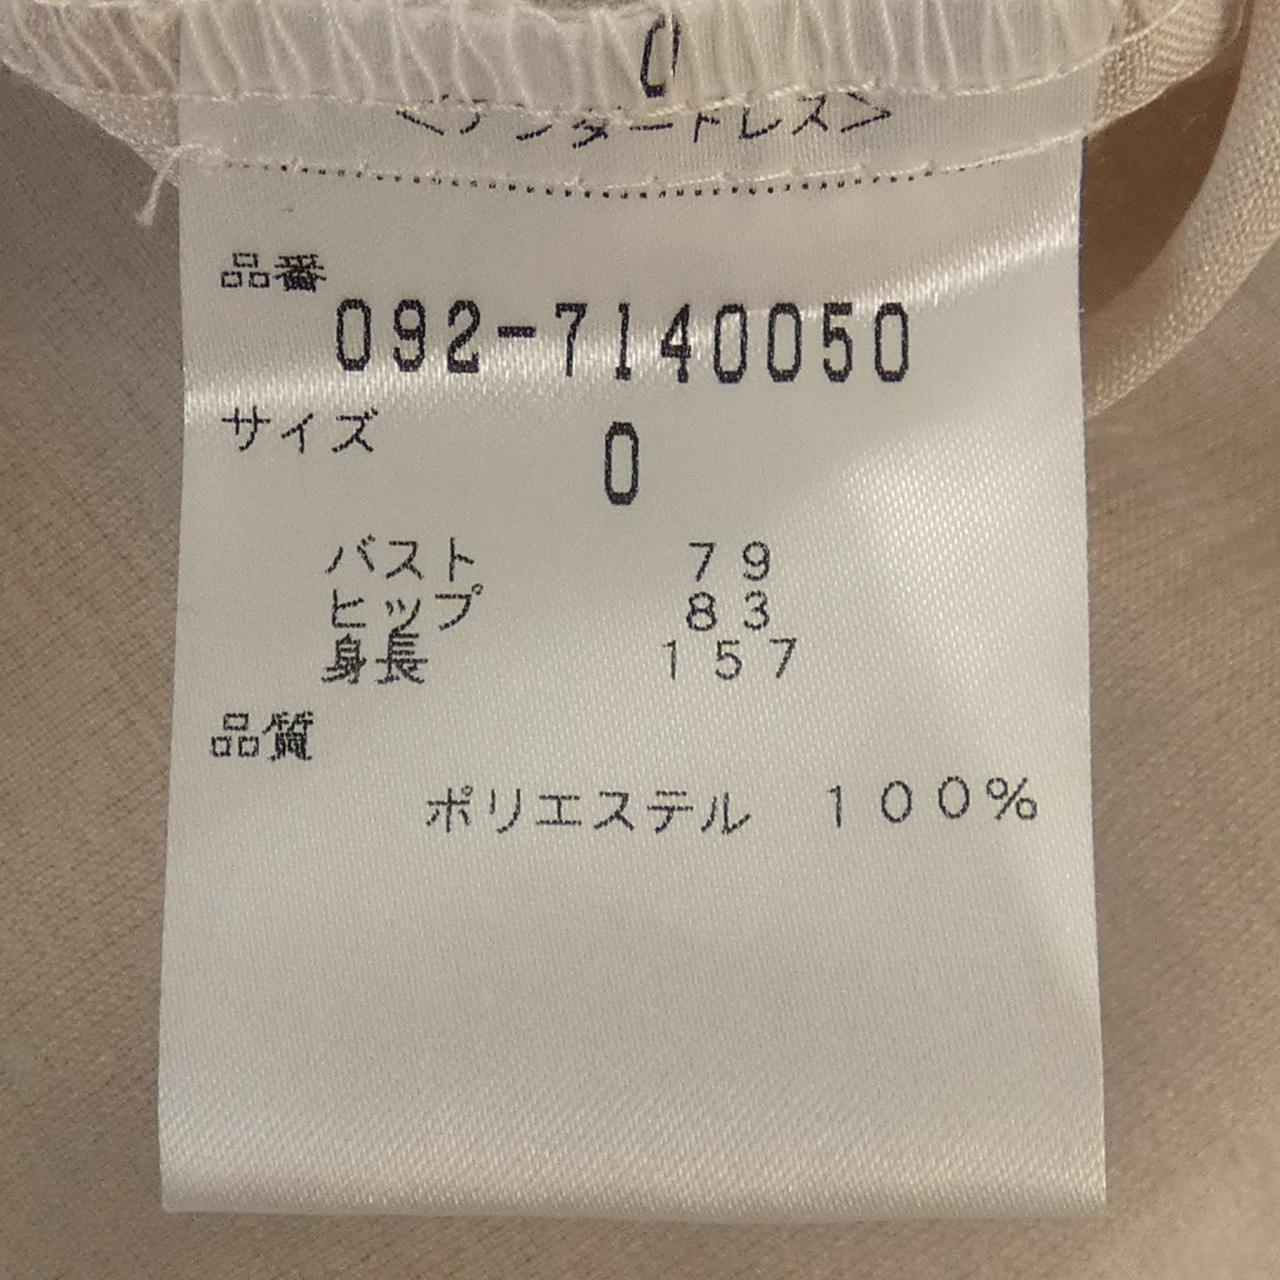 0
<アンダードレス>
品番
092-7140050
サイズ 0
バスト 79
ヒップ 83
身長 157
品質
ポリエステル 100%